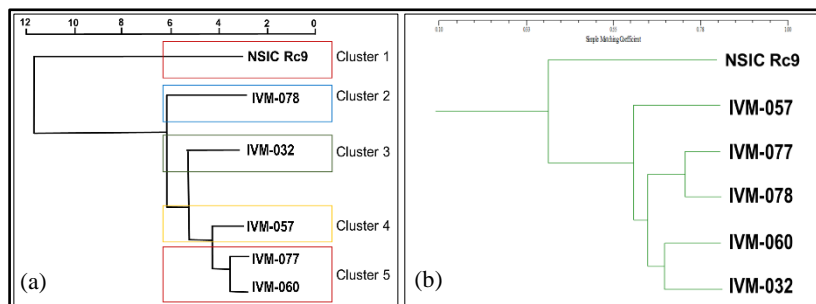 12 10 8 6 4 2 0
NSIC Rc9 Cluster 1
IVM-078 Cluster 2
IVM-032 Cluster 3
IVM-057 Cluster 4
IVM-077
Cluster 5
IVM-060
(a)
Simple Matching Coefficient
NSIC Rc9
IVM-057
IVM-077
IVM-078
IVM-060
IVM-032
(b)